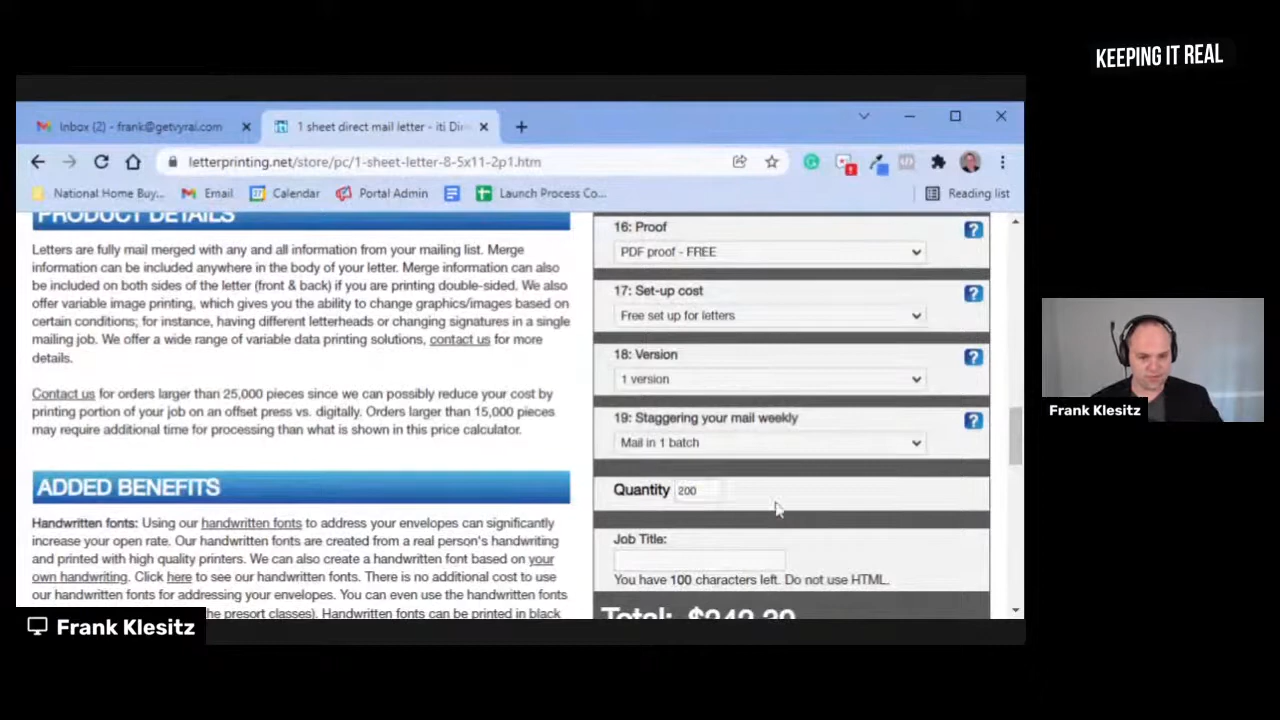 KEEPING IT REAL
Inbox (2) - frank@getvyral.com
1 sheet direct mail letter - iti Dir
letterprinting.net/store/pc/1-sheet-letter-8-5x11-2p1.htm
National Home Buy...
Email
Calendar
Portal Admin
Launch Process Co...
Reading list
PRODUCT DETAILS
Letters are fully mail merged with any and all information from your mailing list. Merge
information can be included anywhere in the body of your letter. Merge information can also
be included on both sides of the letter (front & back) if you are printing double-sided. We also
offer variable image printing, which gives you the ability to change graphics/images based on
certain conditions; for instance, having different letterheads or changing signatures in a single
mailing job. We offer a wide range of variable data printing solutions, contact us for more
details.
Contact us for orders larger than 25,000 pieces since we can possibly reduce your cost by
printing portion of your job on an offset press vs. digitally. Orders larger than 15,000 pieces
may require additional time for processing than what is shown in this price calculator.
ADDED BENEFITS
Handwritten fonts: Using our handwritten fonts to address your envelopes can significantly
increase your open rate. Our handwritten fonts are created from a real person's handwriting
and printed with high quality printers. We can also create a handwritten font based on your
own handwriting. Click here to see our handwritten fonts. There is no additional cost to use
our handwritten fonts for addressing your envelopes. You can even use the handwritten fonts
the presort classes). Handwritten fonts can be printed in black
16: Proof
PDF proof - FREE
17: Set-up cost
Free set up for letters
18: Version
1 version
19: Staggering your mail weekly
Mail in 1 batch
Quantity 200
Job Title:
You have 100 characters left. Do not use HTML.
Total: $242.39
Frank Klesitz
Frank Klesitz